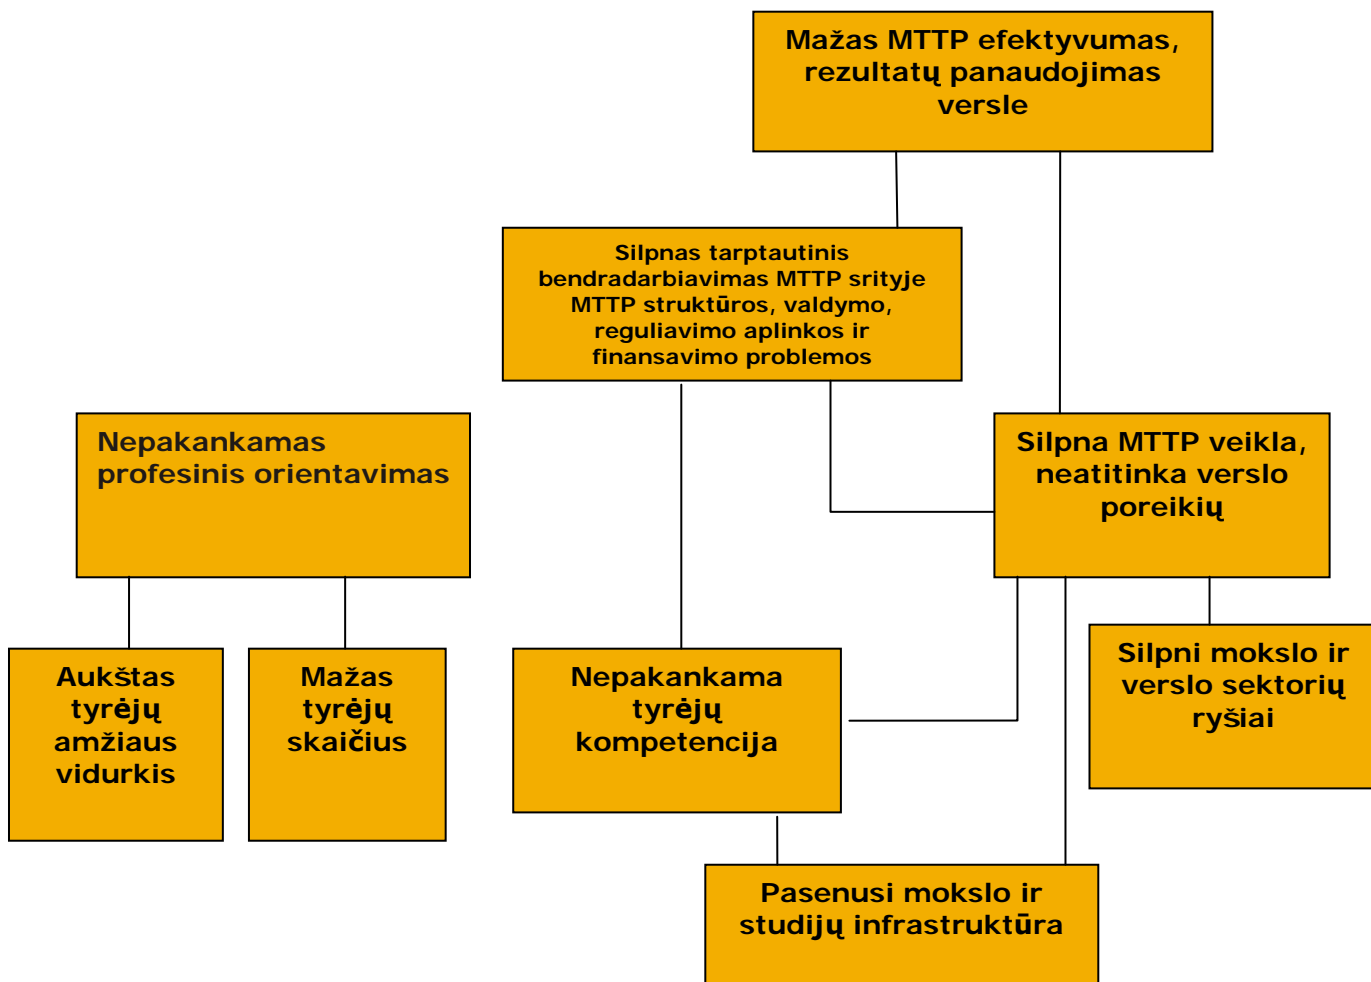 Mažas MTTP efektyvumas,
rezultatų panaudojimas
versle
Silpnas tarptautinis
bendradarbiavimas MTTP srityje
MTTP struktūros, valdymo,
reguliavimo aplinkos ir
finansavimo problemos
Nepakankamas
profesinis orientavimas
Silpna MTTP veikla,
neatitinka verslo
poreikių
Aukštas
tyrėjų
amžiaus
vidurkis
Mažas
tyrėjų
skaičius
Nepakankama
tyrėjų
kompetencija
Silpni mokslo ir
verslo sektorių
ryšiai
Pasenusi mokslo ir
studijų infrastruktūra